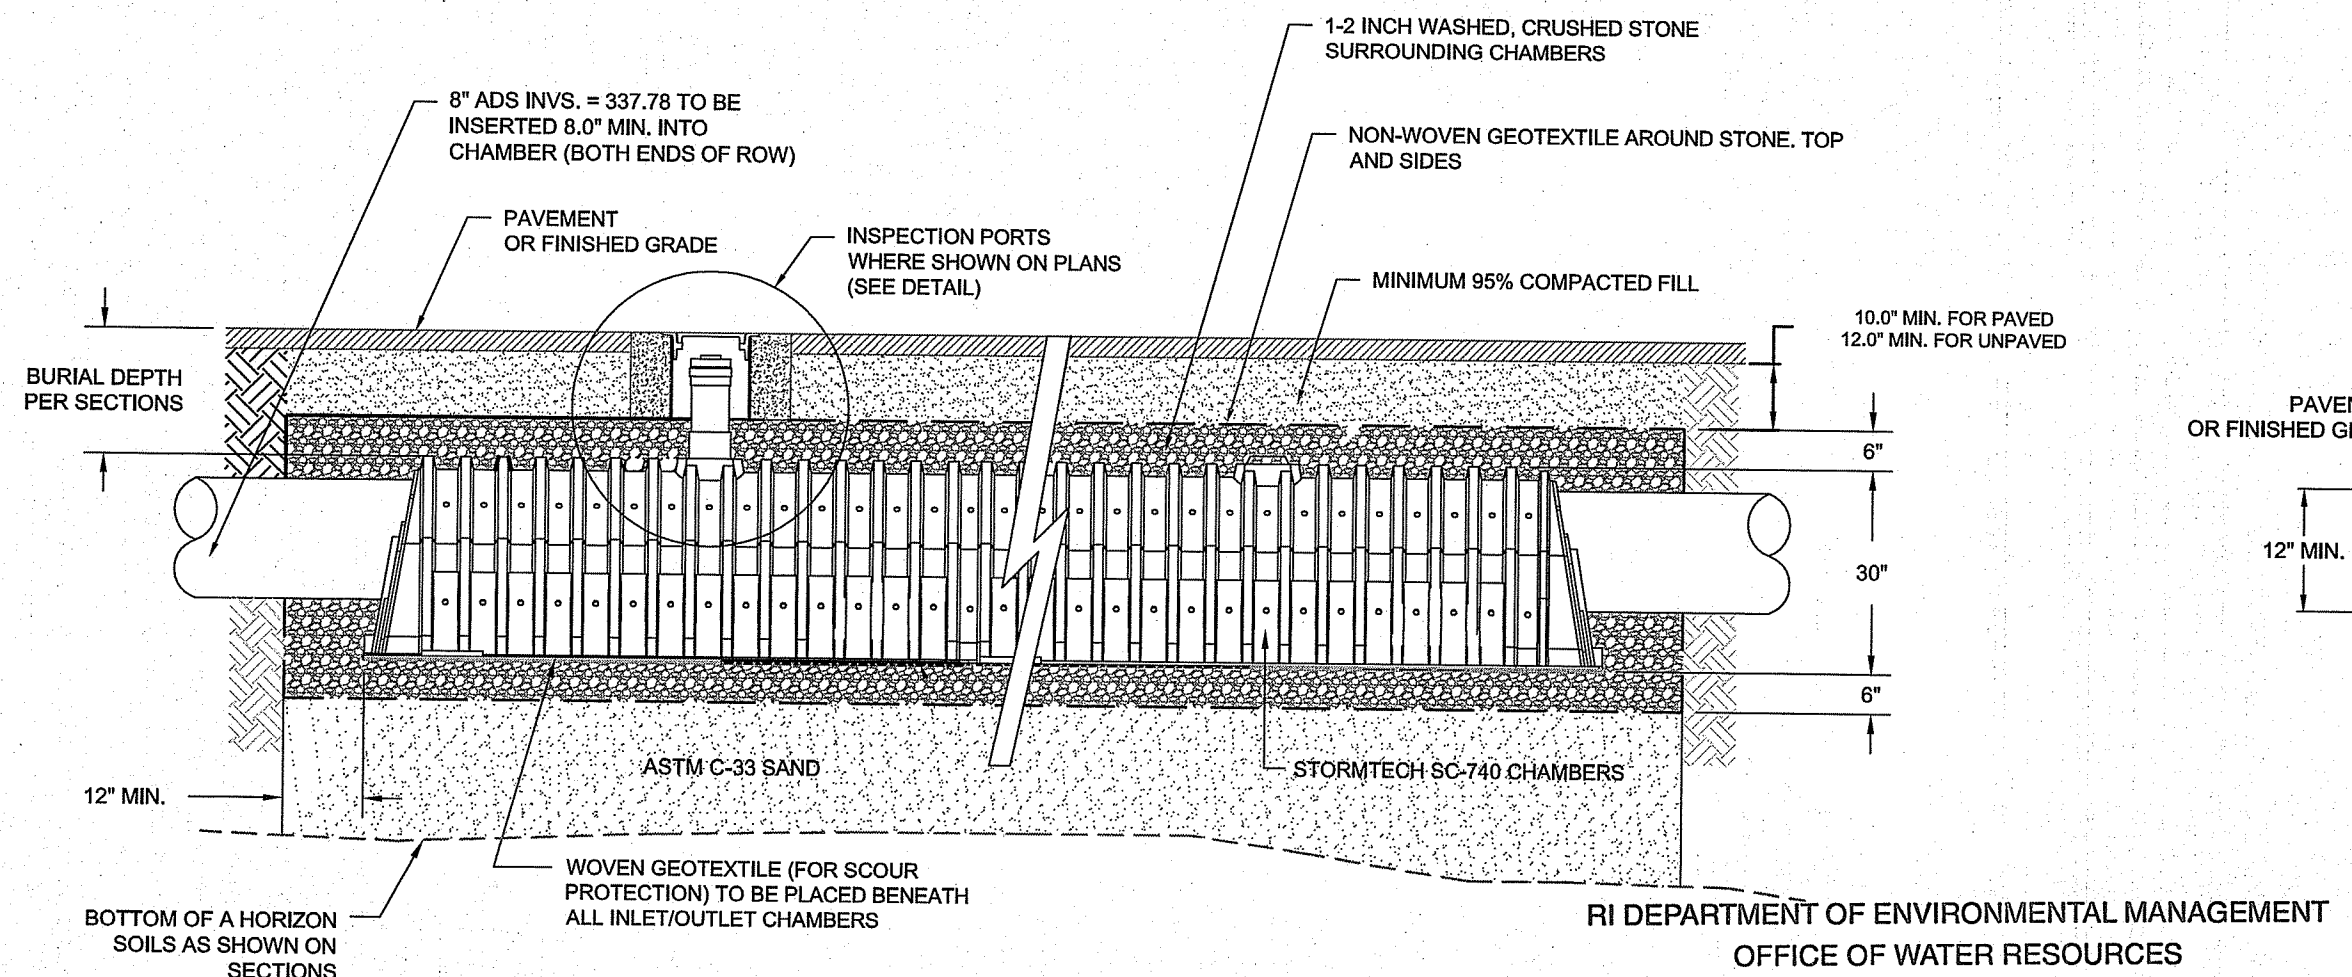 1-2 INCH WASHED, CRUSHED STONE
SURROUNDING CHAMBERS
8" ADS INVS. = 337.78 TO BE
INSERTED 8.0" MIN. INTO
CHAMBER (BOTH ENDS OF ROW)
NON-WOVEN GEOTEXTILE AROUND STONE. TOP
AND SIDES
PAVEMENT
OR FINISHED GRADE
INSPECTION PORTS
WHERE SHOWN ON PLANS
(SEE DETAIL)
MINIMUM 95% COMPACTED FILL
10.0" MIN. FOR PAVED
12.0" MIN. FOR UNPAVED
BURIAL DEPTH
PER SECTIONS
6"
30"
6"
12" MIN.
ASTM C-33 SAND
STORMTECH SC-740 CHAMBERS
12" MIN.
WOVEN GEOTEXTILE (FOR SCOUR
PROTECTION) TO BE PLACED BENEATH
ALL INLET/OUTLET CHAMBERS
BOTTOM OF A HORIZON
SOILS AS SHOWN ON
SECTIONS
RI DEPARTMENT OF ENVIRONMENTAL MANAGEMENT
OFFICE OF WATER RESOURCES
OR FINISHED